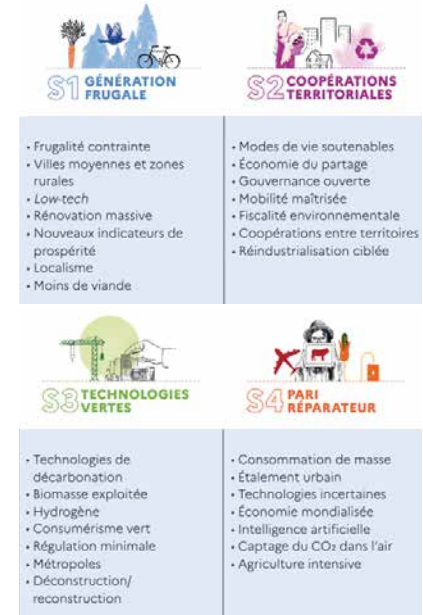 S1 GÉNÉRATION
FRUGALE
• Frugalité contrainte
• Villes moyennes et zones
rurales
• Low-tech
• Rénovation massive
• Nouveaux indicateurs de
prospérité
• Localisme
• Moins de viande
S2 COOPÉRATIONS
TERRITORIALES
• Modes de vie soutenables
• Économie du partage
• Gouvernance ouverte
• Mobilité maîtrisée
• Fiscalité environnementale
• Coopérations entre territoires
• Réindustrialisation ciblée
S3 TECHNOLOGIES
VERTES
• Technologies de
décarbonation
• Biomasse exploitée
• Hydrogène
• Consumérisme vert
• Régulation minimale
• Métropoles
• Déconstruction/
reconstruction
S4 PARI
RÉPARATEUR
• Consommation de masse
• Étalement urbain
• Technologies incertaines
• Économie mondialisée
• Intelligence artificielle
• Captage du CO₂ dans l'air
• Agriculture intensive